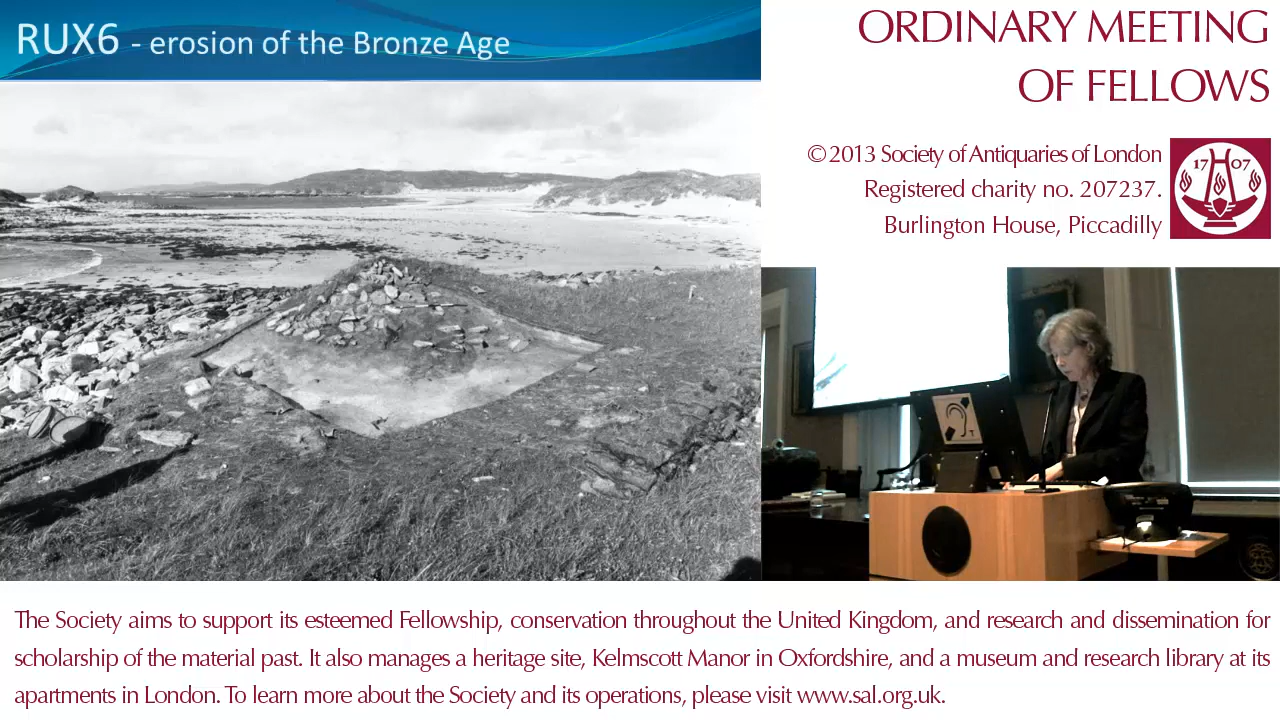 RUX6 - erosion of the Bronze Age
ORDINARY MEETING
OF FELLOWS
©2013 Society of Antiquaries of London
Registered charity no. 207237.
Burlington House, Piccadilly
17 07
T
The Society aims to support its esteemed Fellowship, conservation throughout the United Kingdom, and research and dissemination for
scholarship of the material past. It also manages a heritage site, Kelmscott Manor in Oxfordshire, and a museum and research library at its
apartments in London. To learn more about the Society and its operations, please visit www.sal.org.uk.